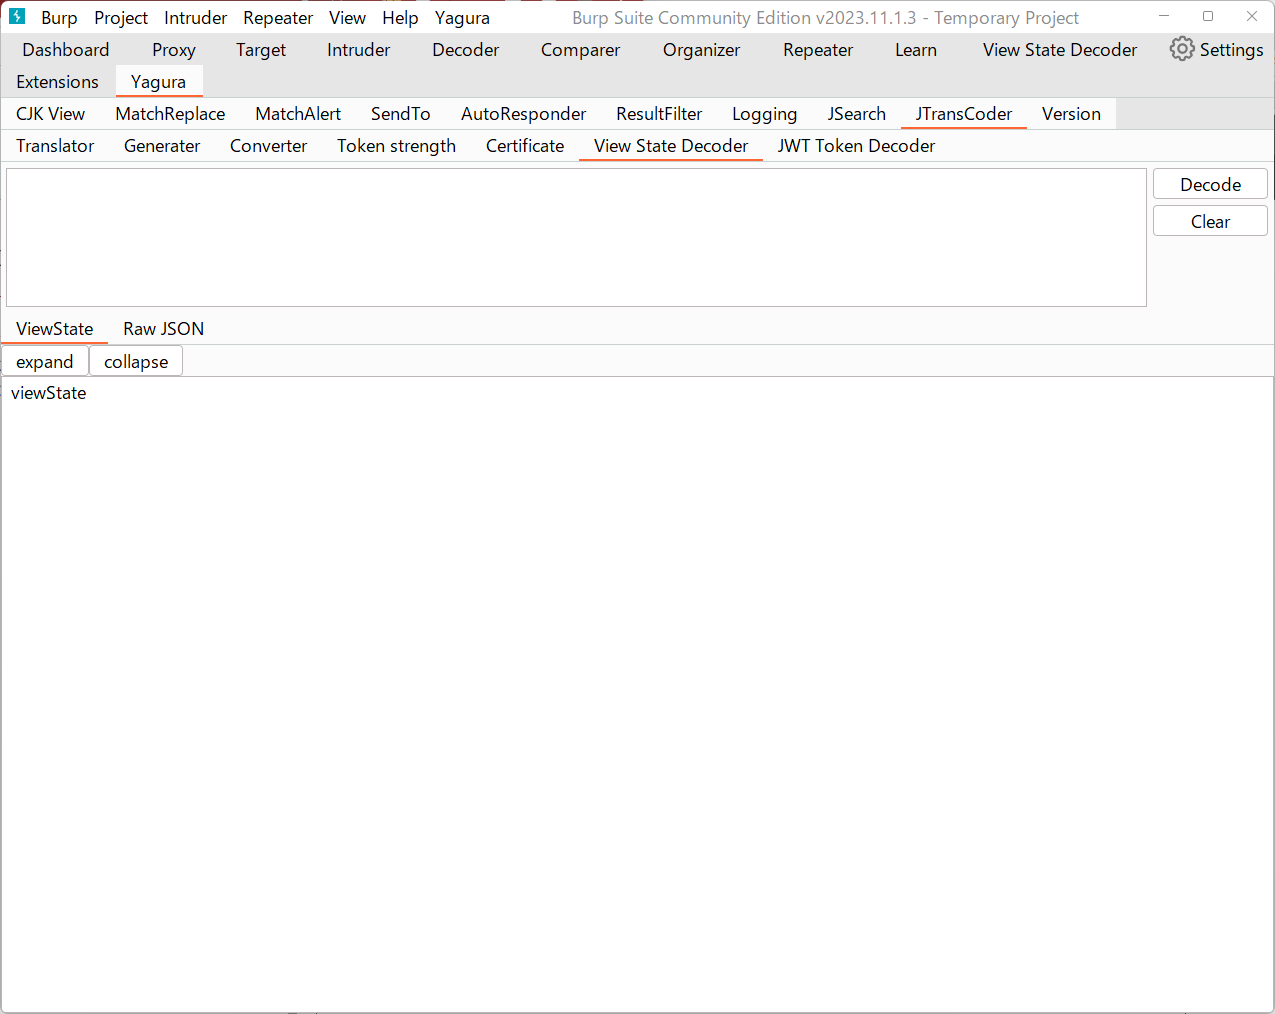 Burp Project Intruder Repeater View Help Yagura Burp Suite Community Edition v2023.11.1.3 - Temporary Project
Dashboard Proxy Target Intruder Decoder Comparer Organizer Repeater Learn View State Decoder Settings
Extensions Yagura
CJK View MatchReplace MatchAlert SendTo AutoResponder ResultFilter Logging JSearch JTransCoder Version
Translator Generater Converter Token strength Certificate View State Decoder JWT Token Decoder
Decode
Clear
ViewState Raw JSON
expand collapse
viewState